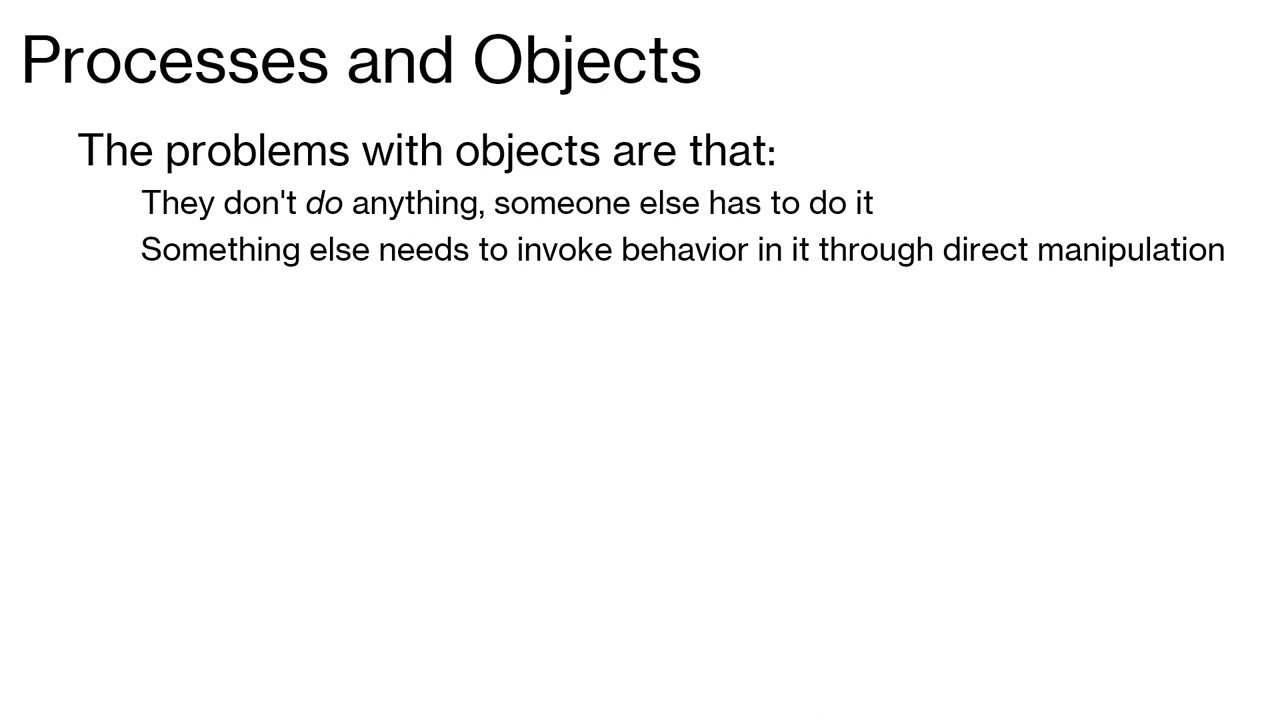 Processes and Objects
The problems with objects are that:
They don't do anything, someone else has to do it
Something else needs to invoke behavior in it through direct manipulation